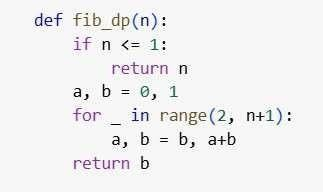 def fib_dp(n):
    if n <= 1:
        return n
    a, b = 0, 1
    for _ in range(2, n+1):
        a, b = b, a+b
    return b